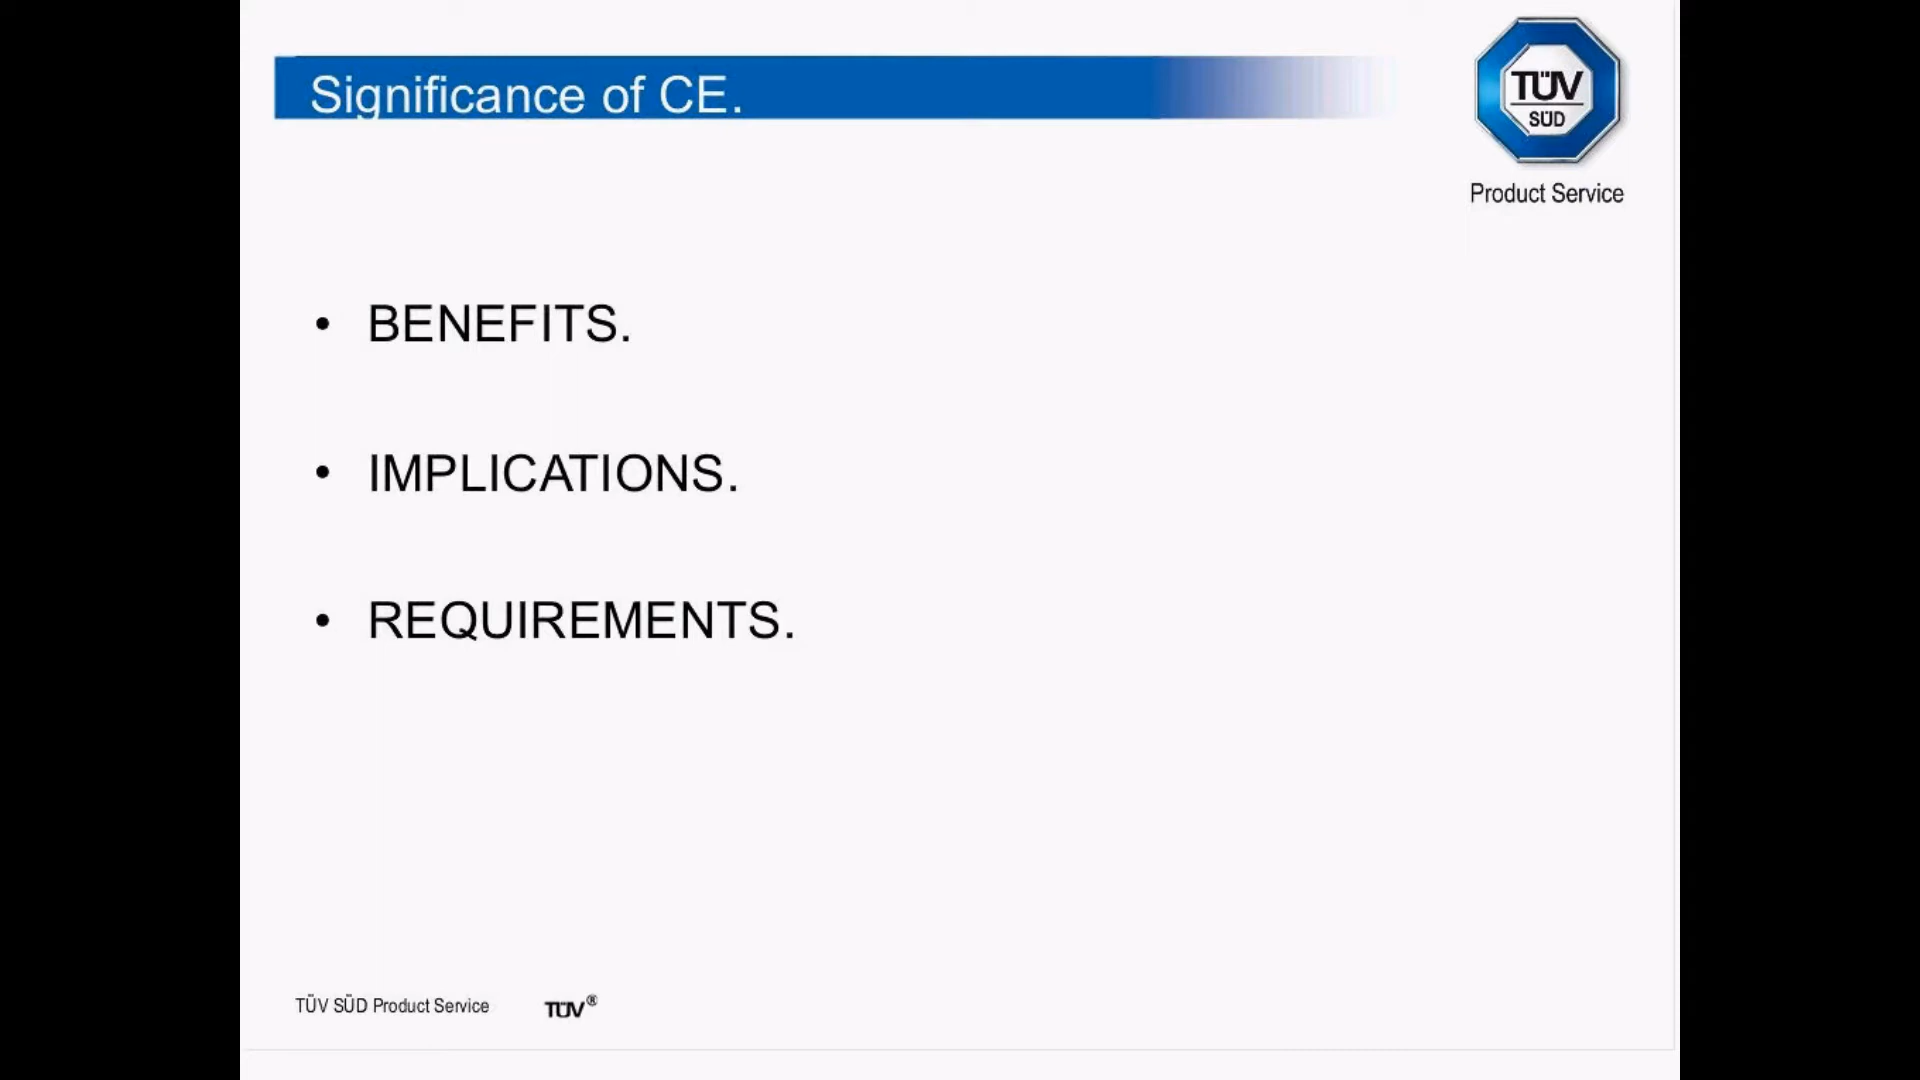 Significance of CE.
TÜV
SÜD
Product Service
• BENEFITS.
• IMPLICATIONS.
• REQUIREMENTS.
TÜV SÜD Product Service TÜV®